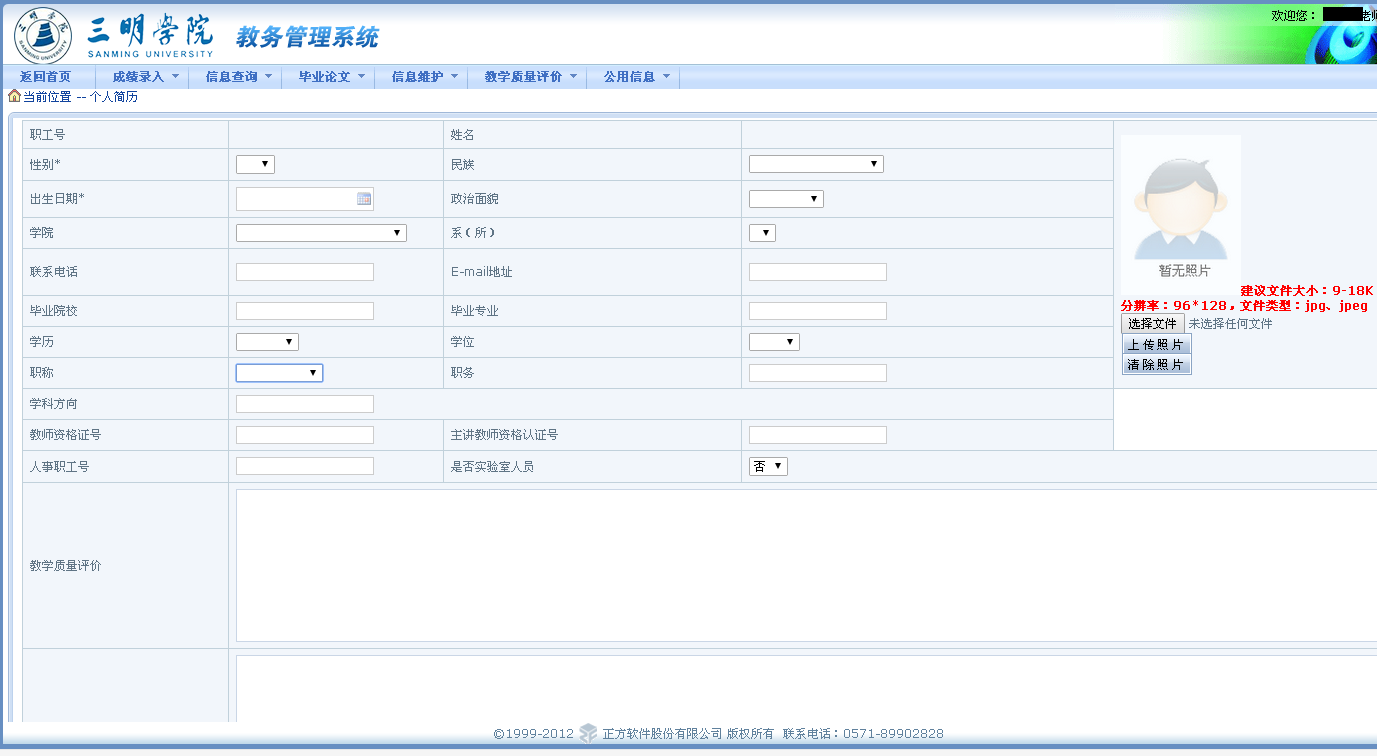 欢迎您： 老师
三明学院 教务管理系统
SANMING UNIVERSITY
返回首页 成绩录入 信息查询 毕业论文 信息维护 教学质量评价 公用信息
当前位置 -- 个人简历
职工号 姓名
性别* 民族
出生日期* 政治面貌
学院 系（所）
联系电话 E-mail地址
暂无照片
建议文件大小：9-18K
分辨率：96*128，文件类型：jpg、jpeg
毕业院校 毕业专业
选择文件 未选择任何文件
学历 学位
上传照片
清除照片
职称 职务
学科方向
教师资格证号 主讲教师资格认证号
人事职工号 是否实验室人员 否
教学质量评价
©1999-2012 正方软件股份有限公司 版权所有 联系电话：0571-89902828